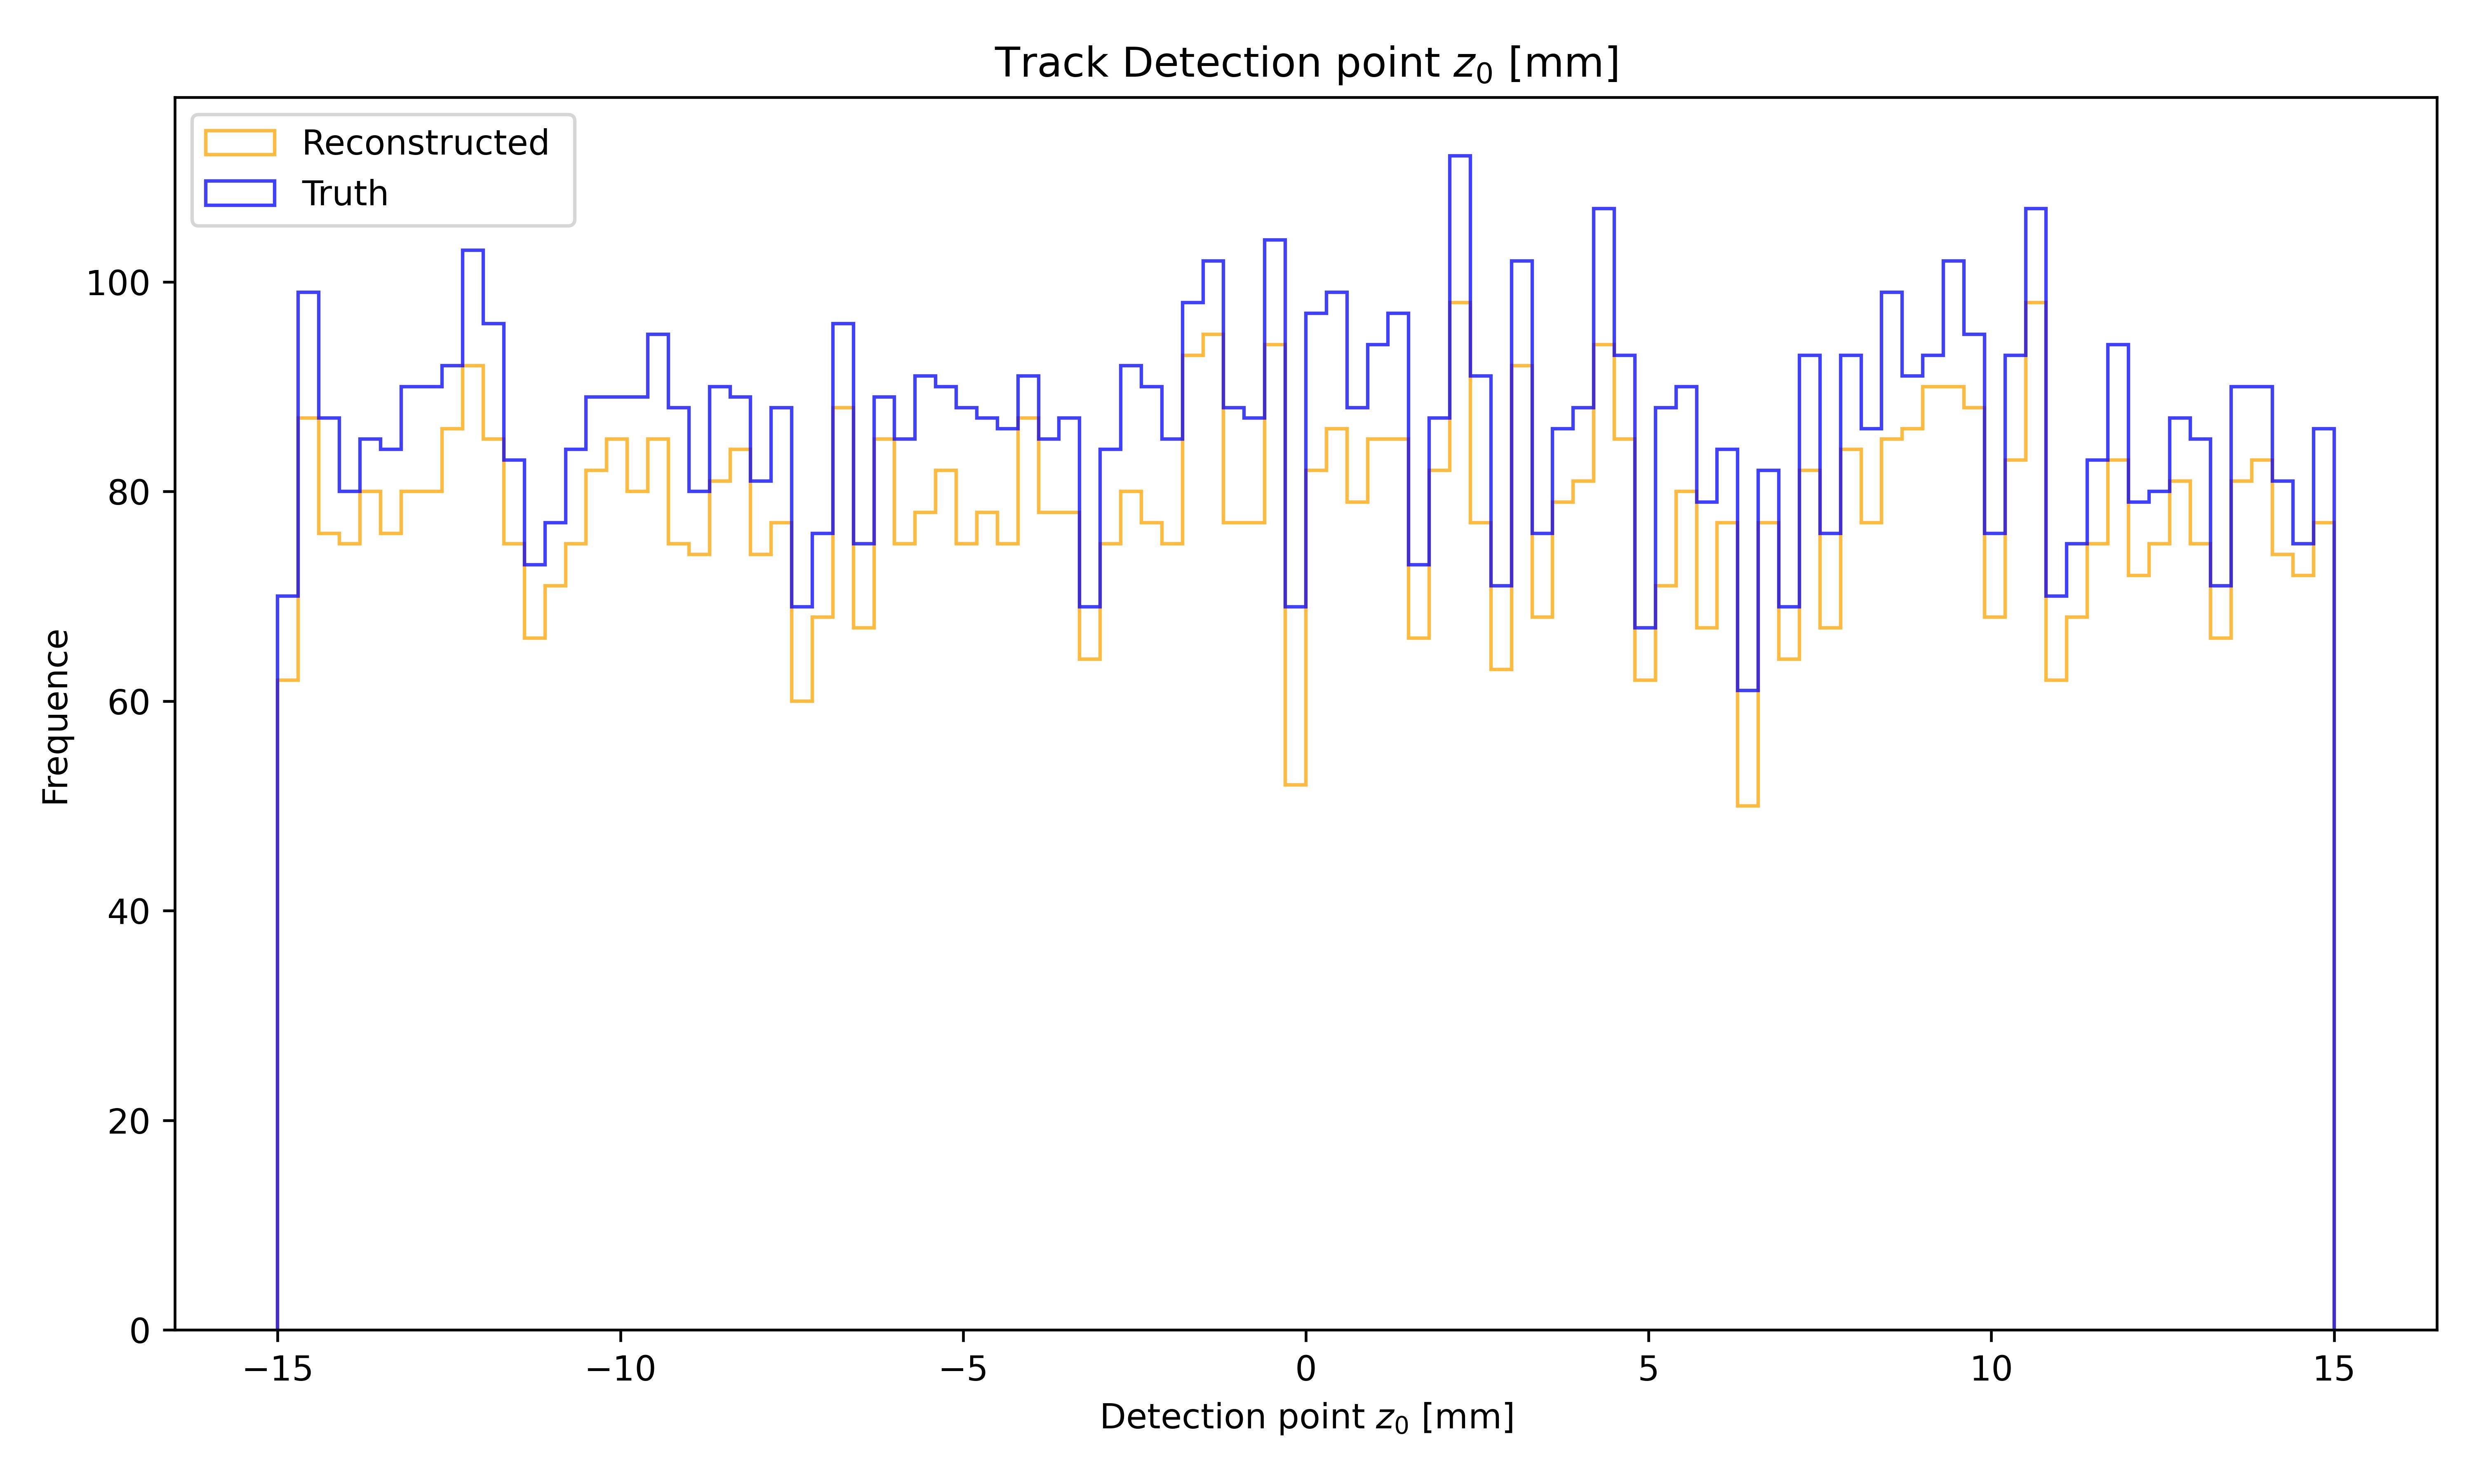 Track Detection point z₀ [mm]
Reconstructed
Truth
Frequence
100
80
60
40
20
0
−15 −10 −5 0 5 10 15
Detection point z₀ [mm]